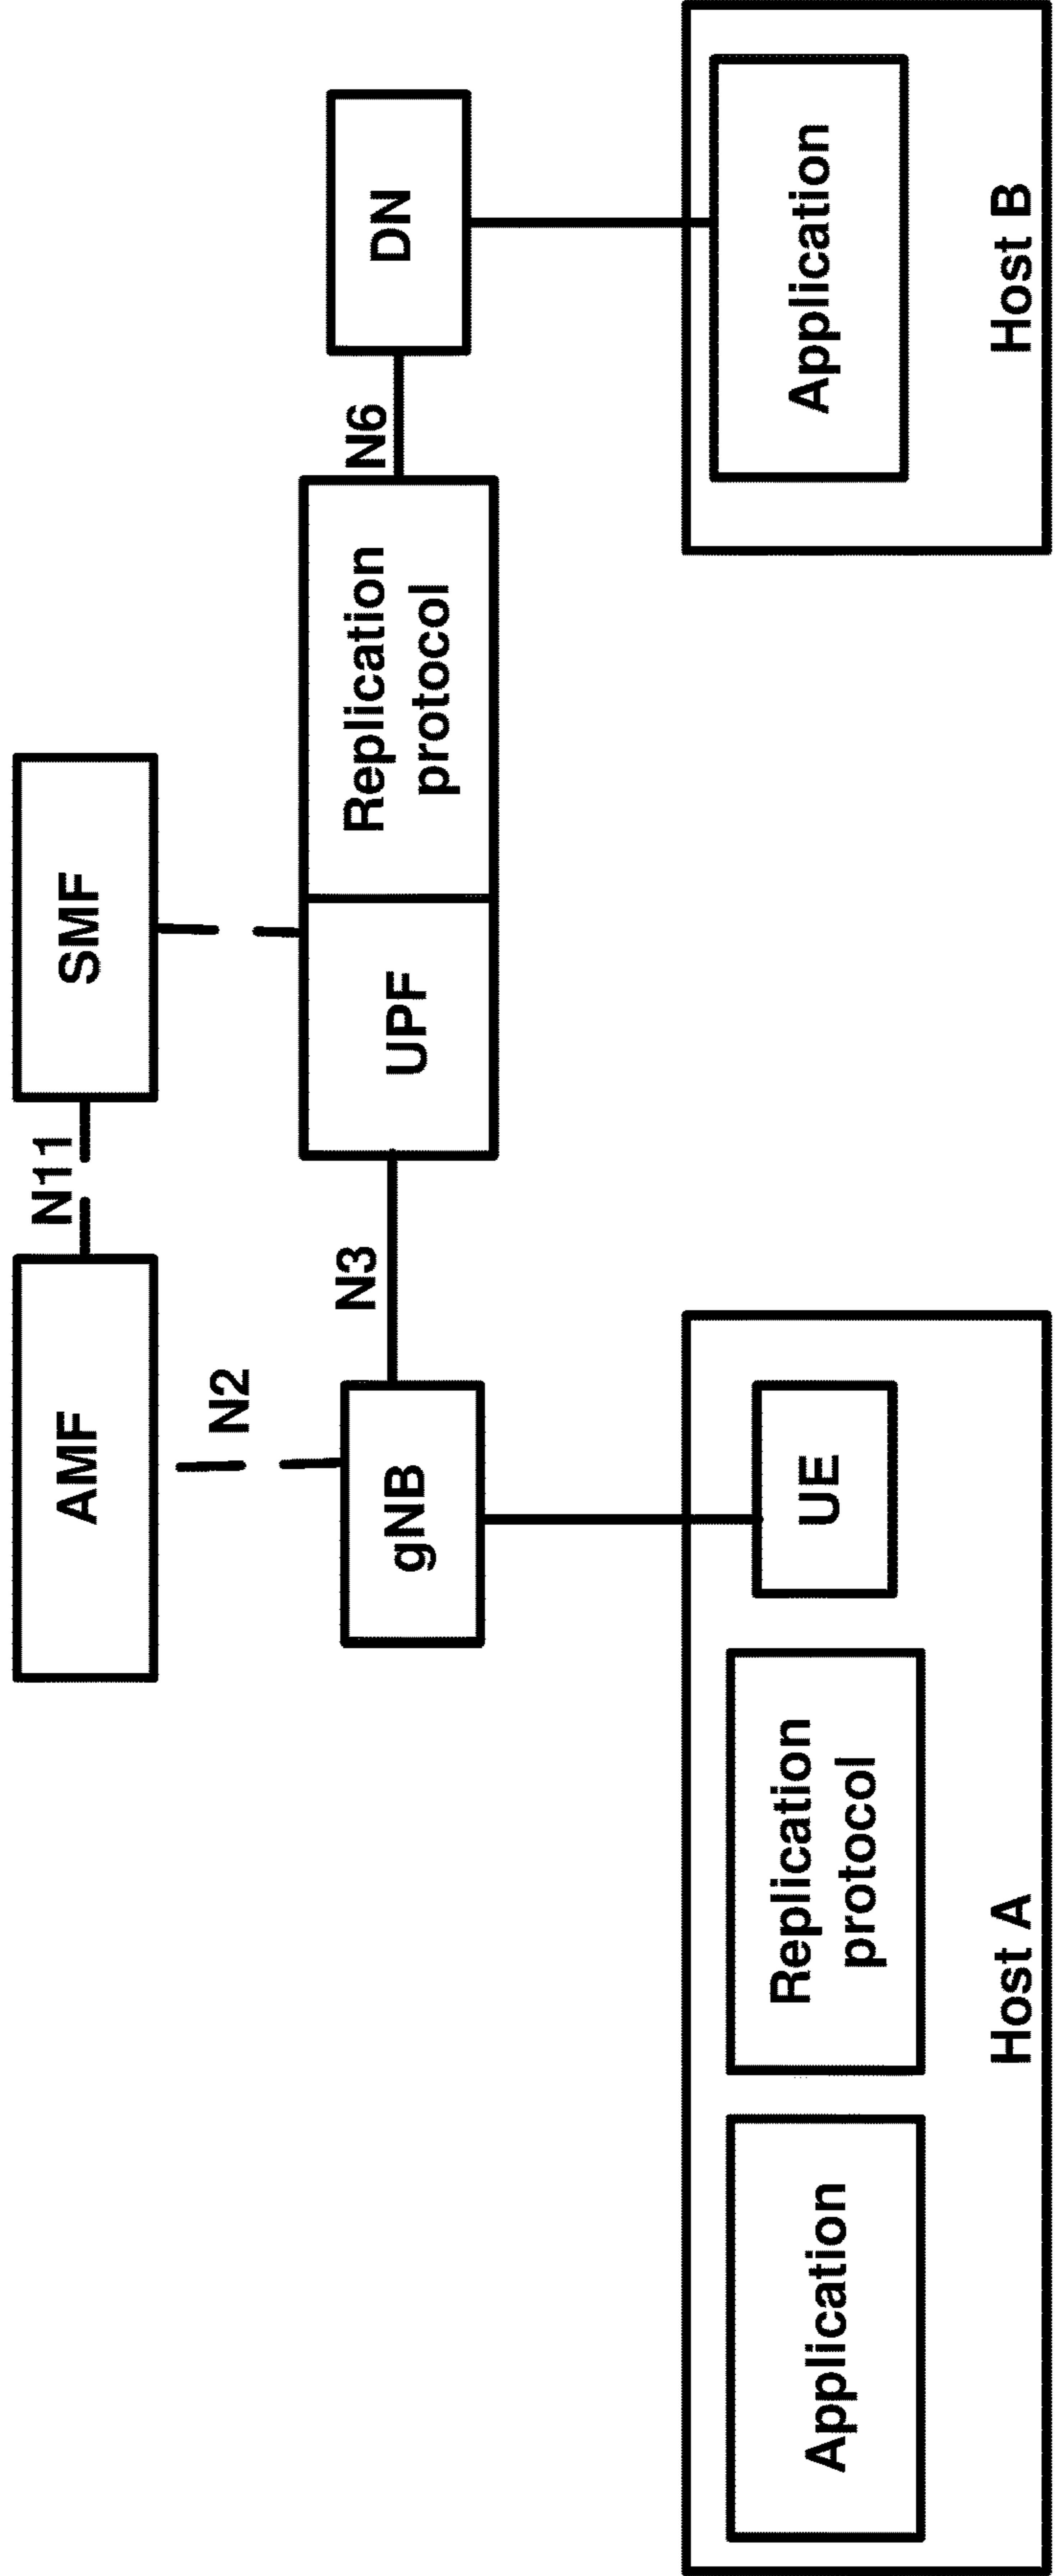 AMF
N11
SMF
N2
gNB
N3
UPF
Replication
protocol
N6
DN
Application
Replication
protocol
UE
Host A
Application
Host B